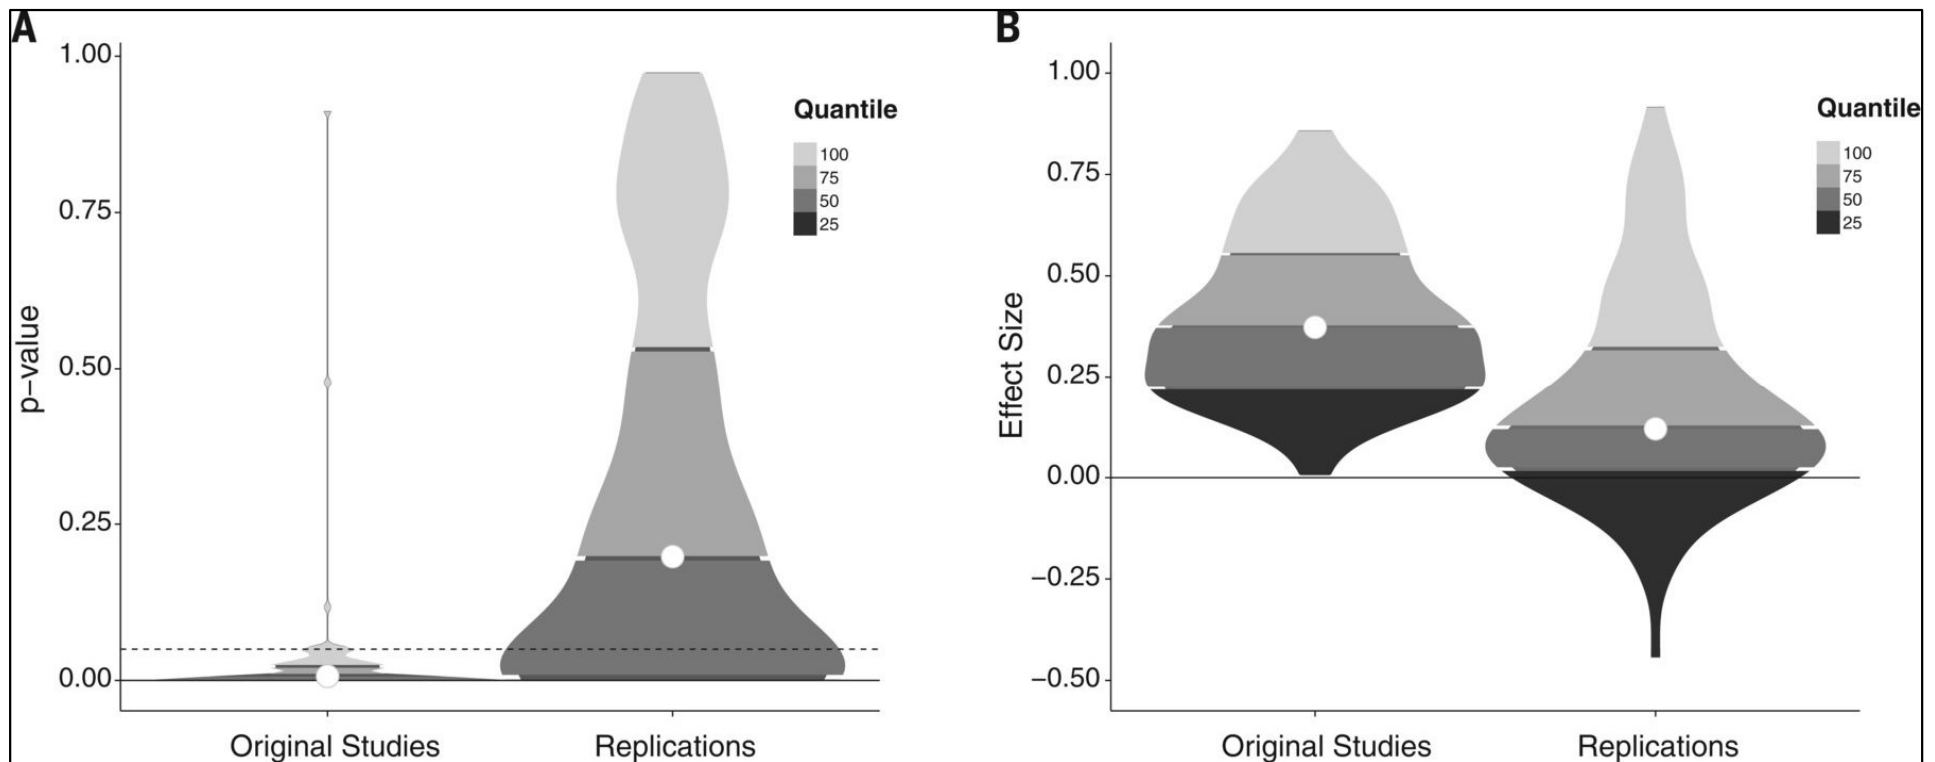 A
p-value
1.00
0.75
0.50
0.25
0.00
Original Studies
Replications
Quantile
100
75
50
25
B
Effect Size
1.00
0.75
0.50
0.25
0.00
−0.25
−0.50
Original Studies
Replications
Quantile
100
75
50
25